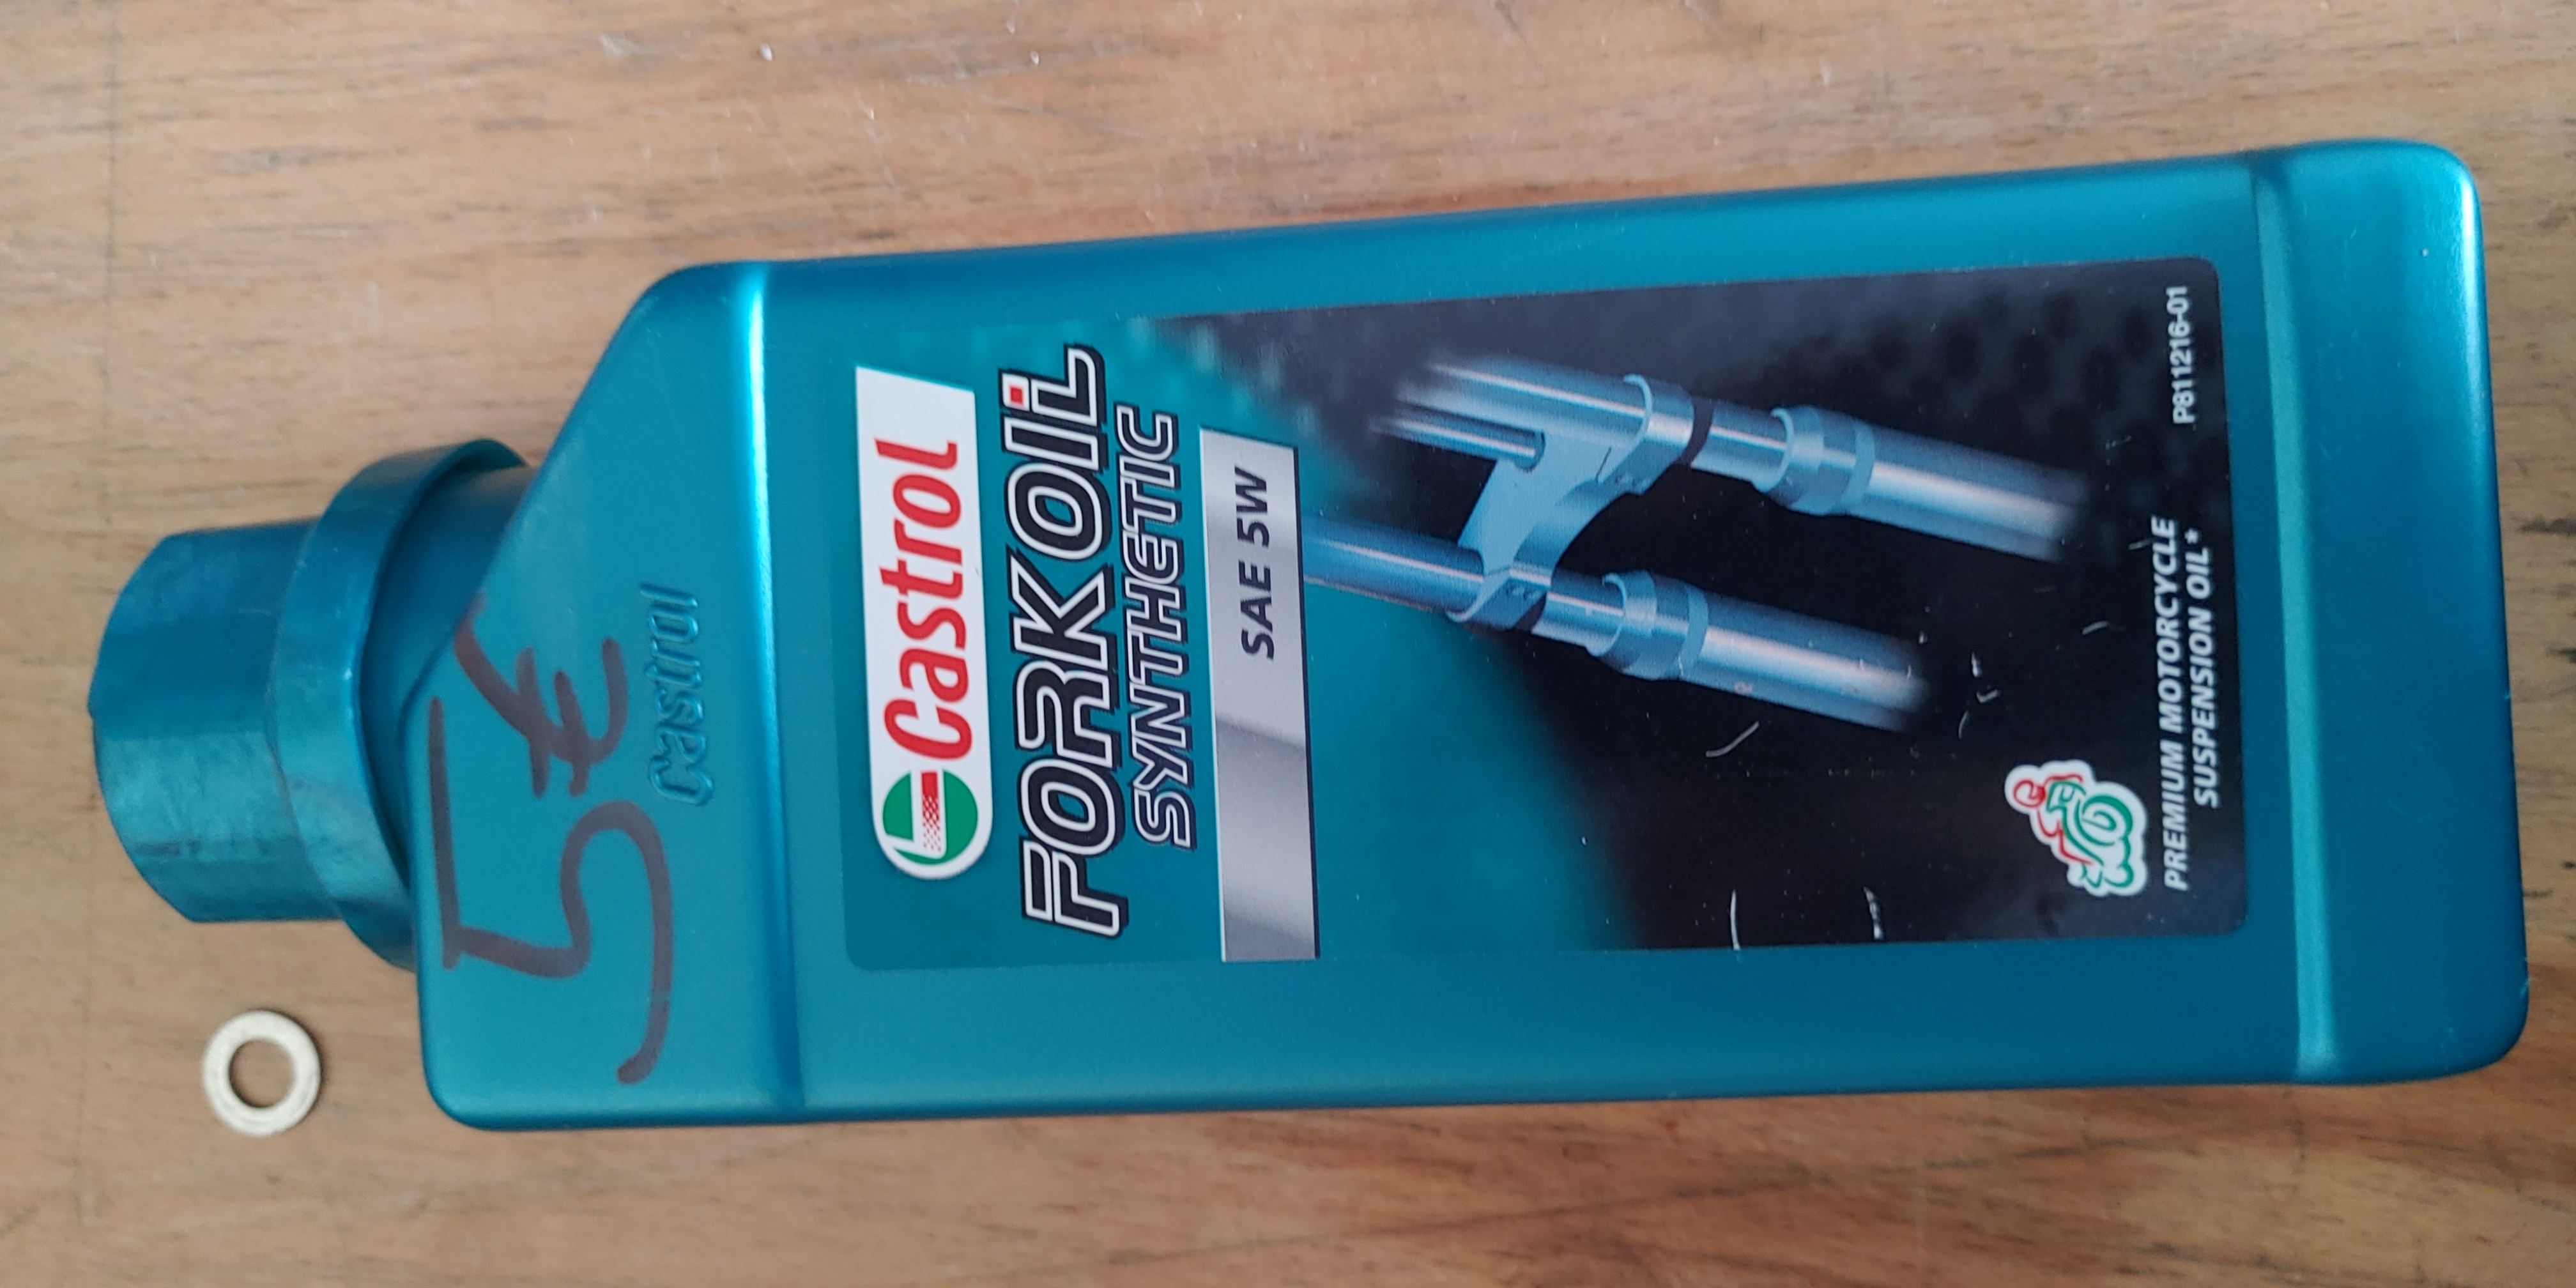 5€
Castrol
Castrol
FORK OIL
SYNTHETIC
SAE 5W
PREMIUM MOTORCYCLE
SUSPENSION OIL*
P811216-01